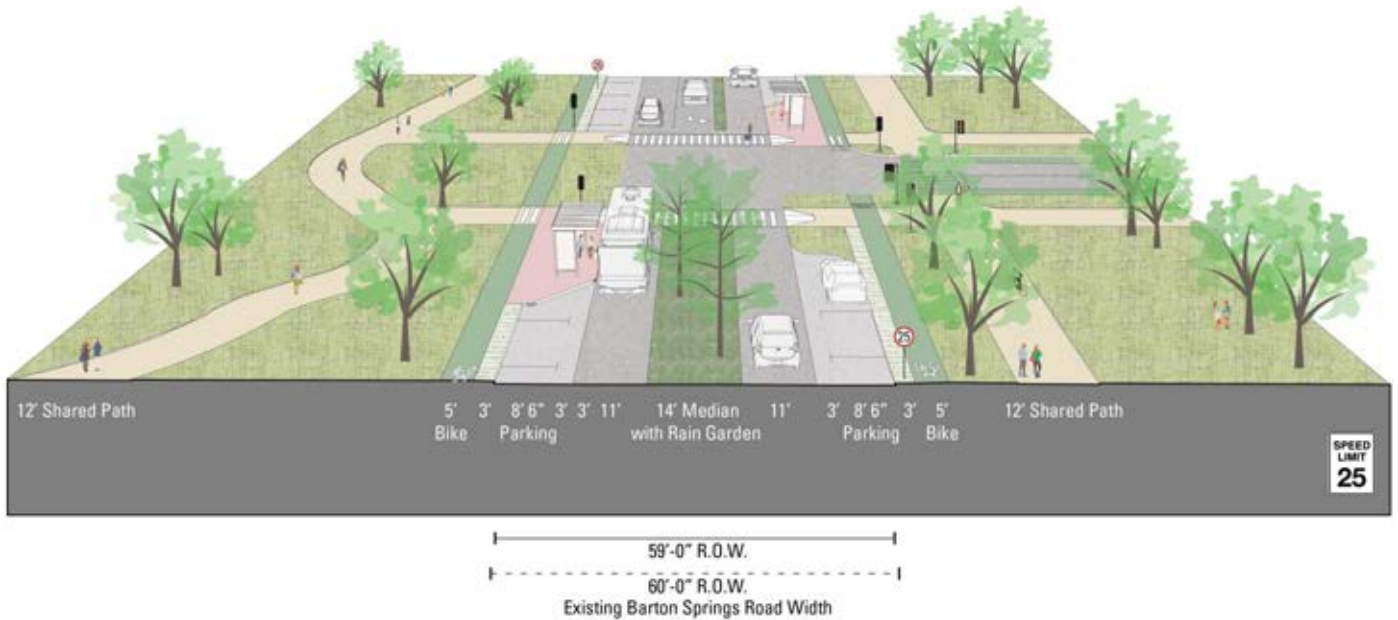 12' Shared Path
5' Bike
3'
8' 6" Parking
3'
3'
11'
14' Median
with Rain Garden
11'
3'
8' 6" Parking
3'
5' Bike
12' Shared Path
25
SPEED
LIMIT
25
59'-0" R.O.W.
60'-0" R.O.W.
Existing Barton Springs Road Width